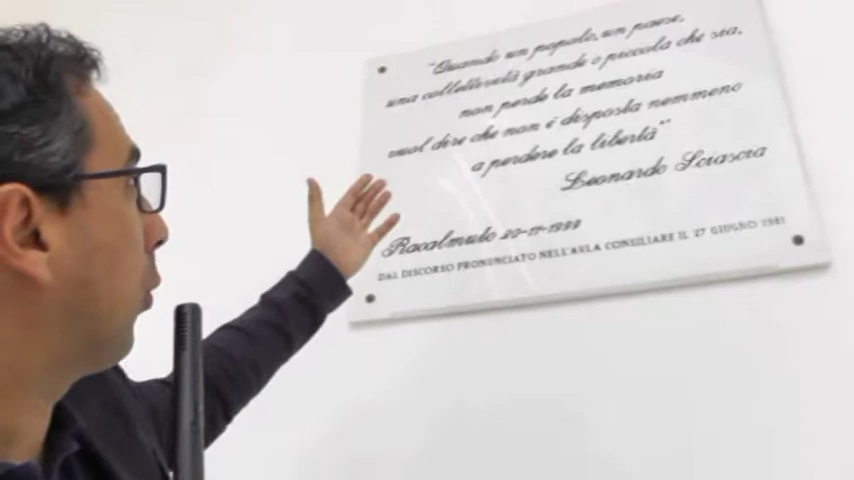 "Quando un popolo, un paese,
una collettività grande o piccola che sia,
non perde la memoria
vuol dire che non è disposta nemmeno
a perdere la libertà"
Leonardo Sciascia
Racalmuto 20-11-1999
DAL DISCORSO PRONUNCIATO NELL'AULA CONSILIARE IL 27 GIUGNO 1981